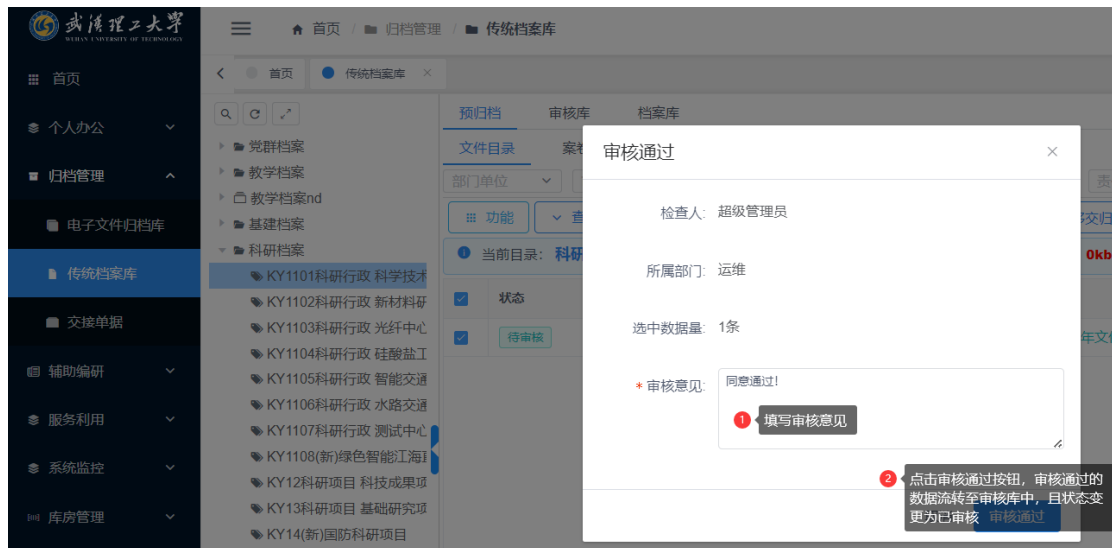 武汉理工大学
WUHAN UNIVERSITY OF TECHNOLOGY
首页 / 归档管理 / 传统档案库
首页
个人办公
归档管理
电子文件归档库
传统档案库
交接单据
辅助编研
服务利用
系统监控
库房管理
首页 传统档案库 ×
党群档案
教学档案
教学档案nd
基建档案
科研档案
KY1101科研行政 科学技术
KY1102科研行政 新材料研
KY1103科研行政 光纤中心
KY1104科研行政 硅酸盐工
KY1105科研行政 智能交通
KY1106科研行政 水路交通
KY1107科研行政 测试中心
KY1108(新)绿色智能江海直
KY12科研项目 科技成果项
KY13科研项目 基础研究项
KY14(新)国防科研项目
预归档 审核库 档案库
文件目录 案卷
部门单位
功能 查
移交归
当前目录: 科研
0kb
状态
待审核
年文件
审核通过 ×
检查人: 超级管理员
所属部门: 运维
选中数据量: 1条
* 审核意见: 同意通过!
1 填写审核意见
2 点击审核通过按钮，审核通过的
数据流转至审核库中，且状态变
更为已审核
审核通过